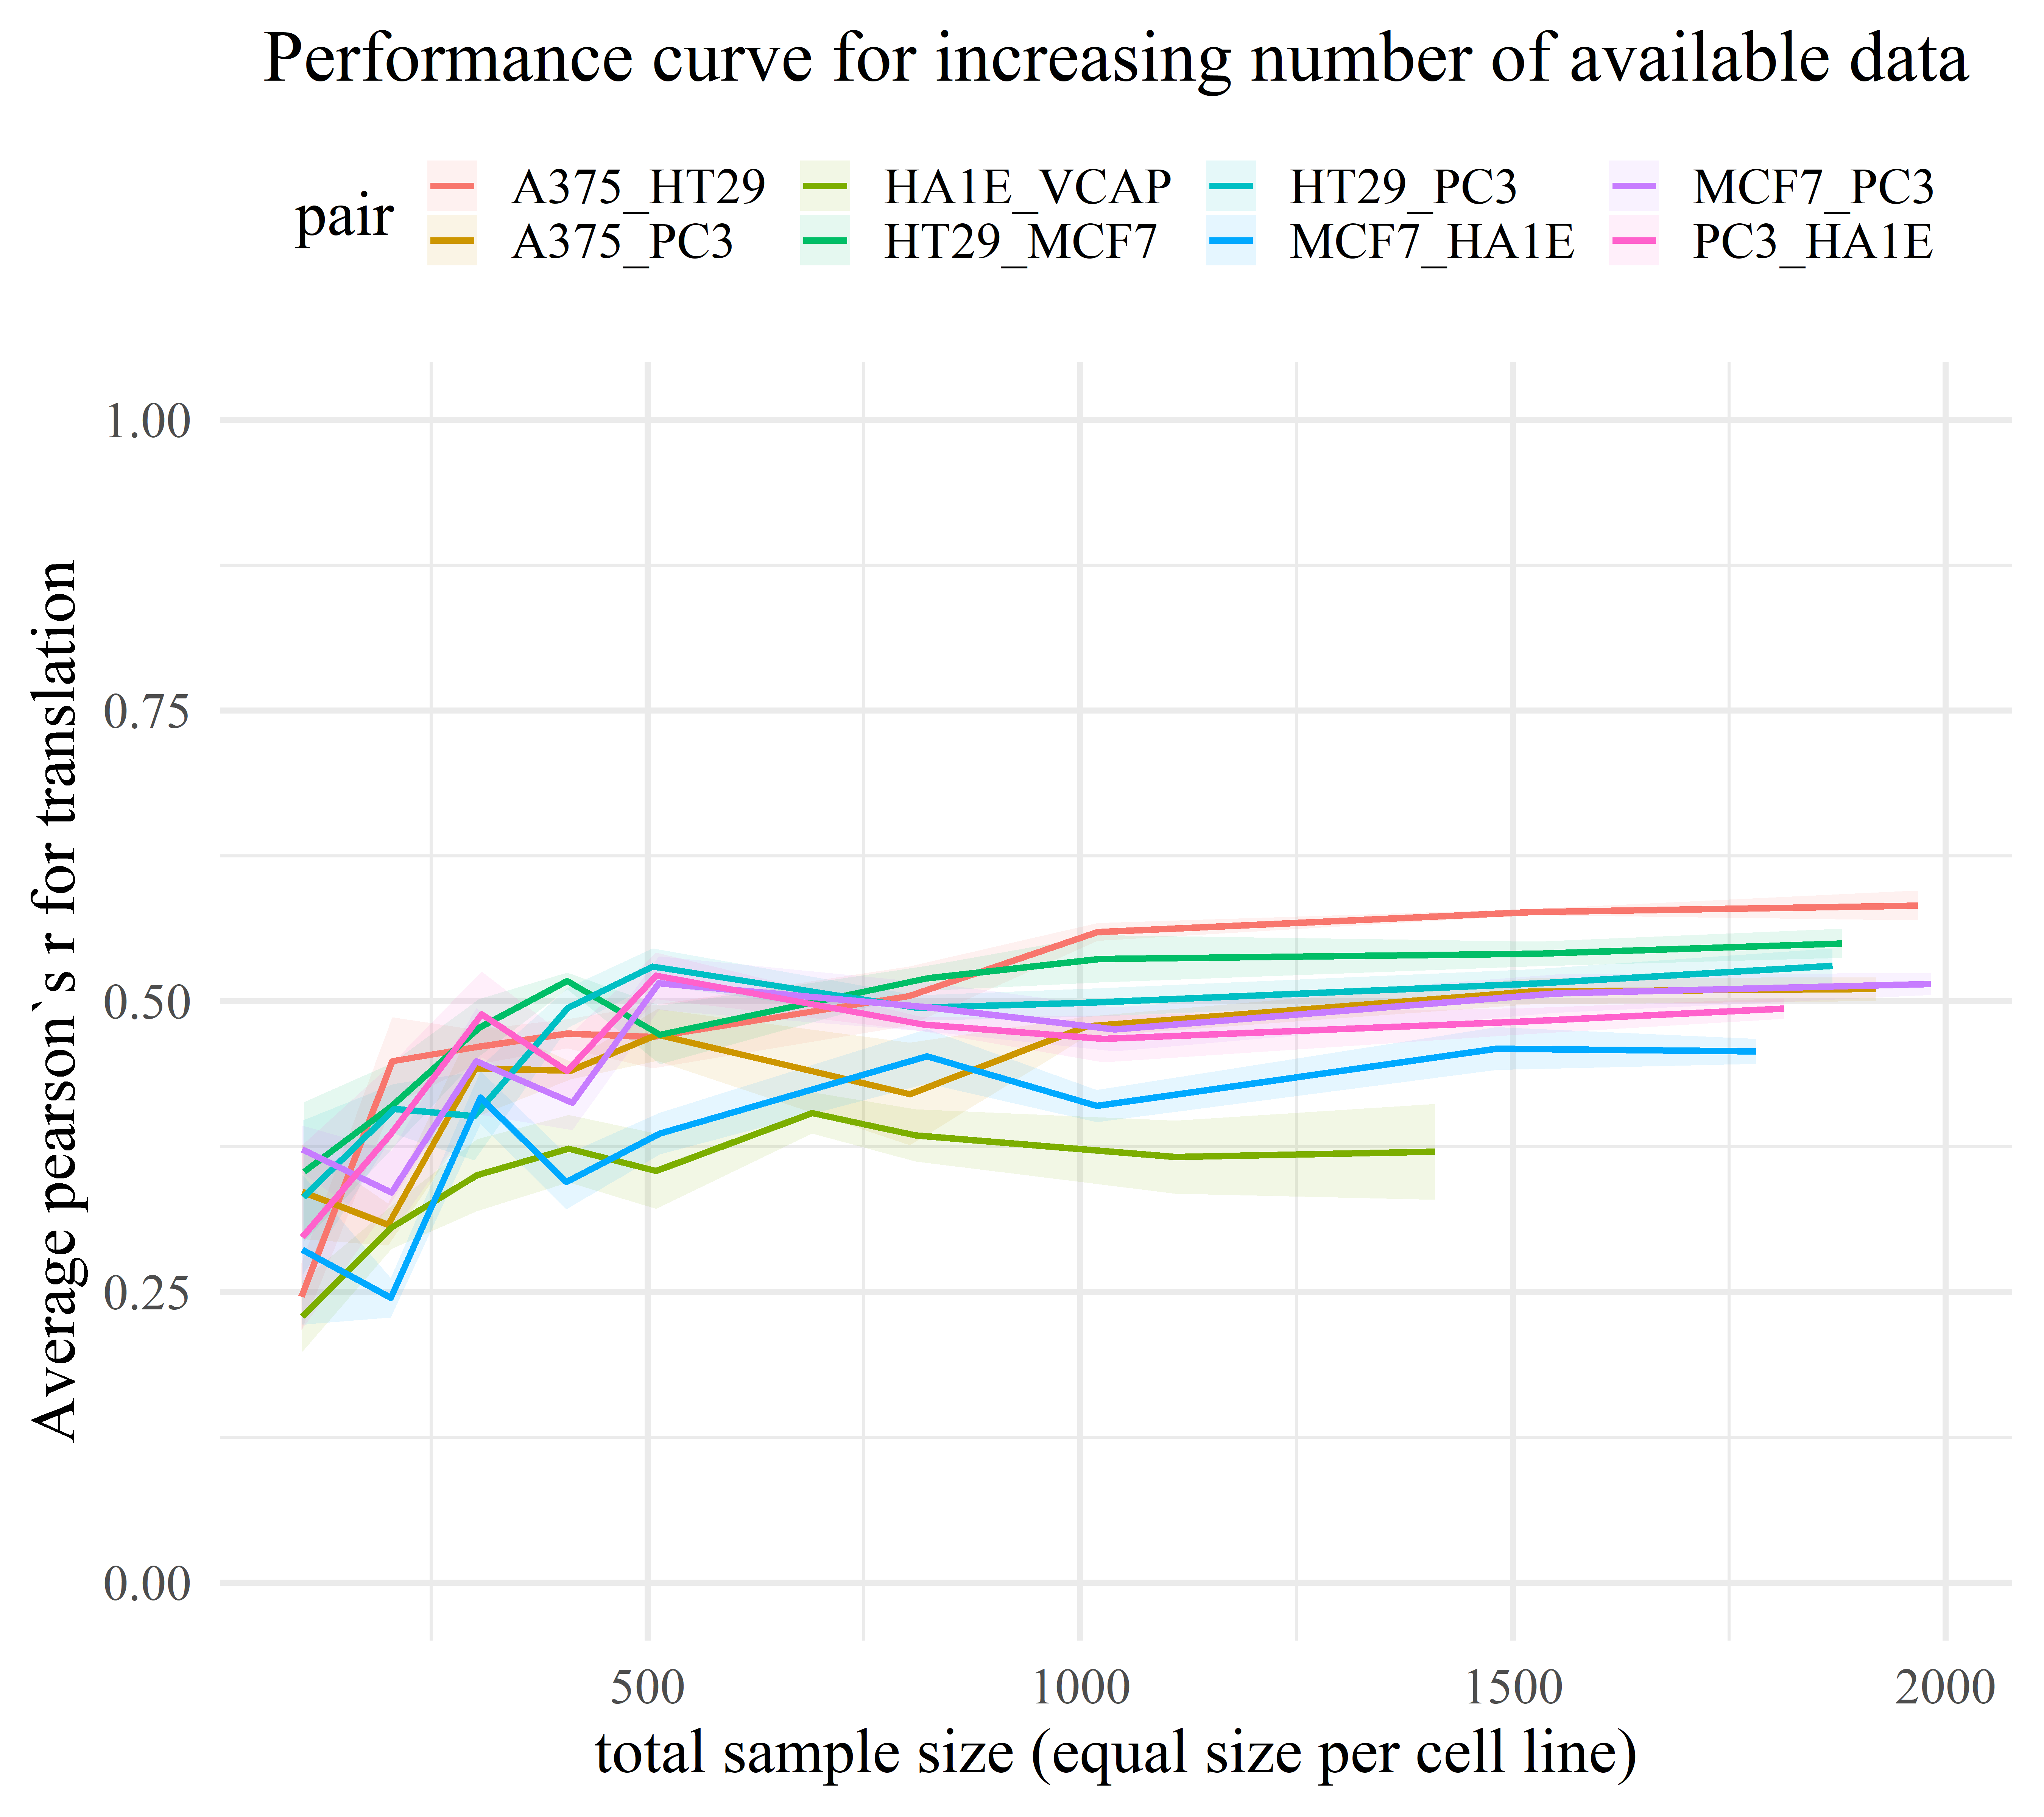 Performance curve for increasing number of available data
pair
A375_HT29 HA1E_VCAP HT29_PC3 MCF7_PC3
A375_PC3 HT29_MCF7 MCF7_HA1E PC3_HA1E
Average pearson`s r for translation
1.00
0.75
0.50
0.25
0.00
500 1000 1500 2000
total sample size (equal size per cell line)